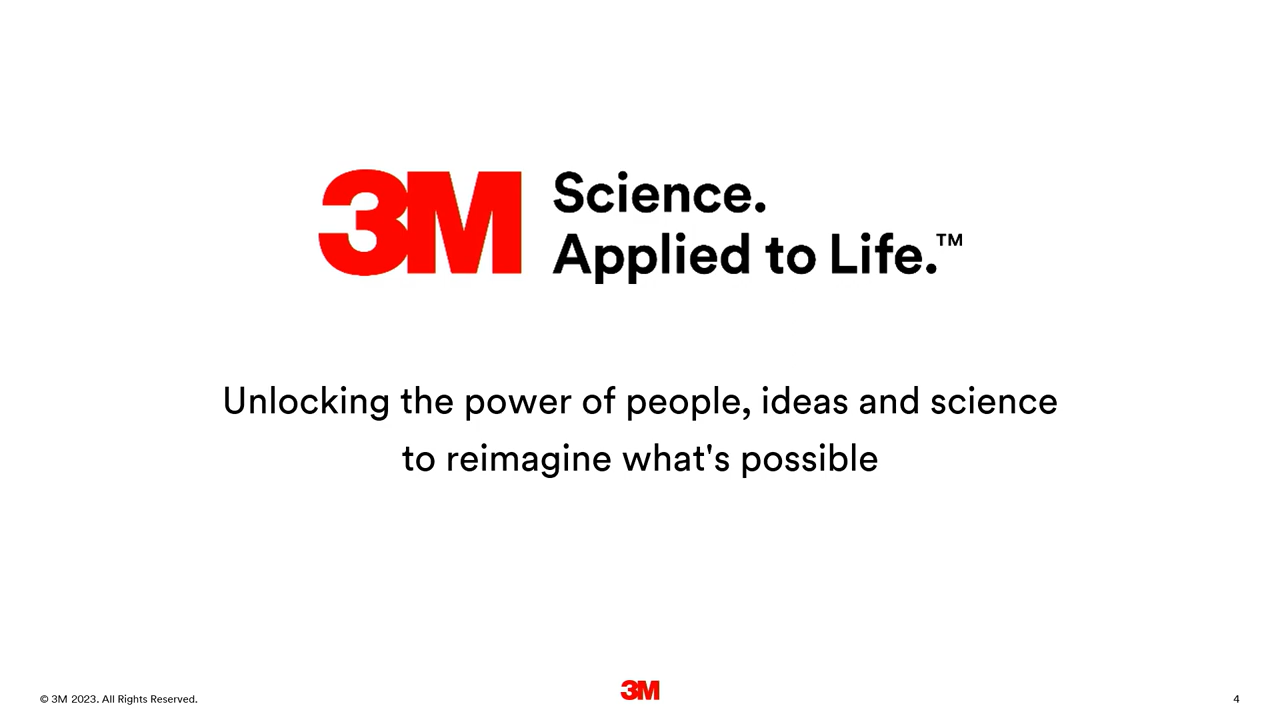 3M Science.
Applied to Life.™
Unlocking the power of people, ideas and science
to reimagine what's possible
© 3M 2023. All Rights Reserved.
3M
4